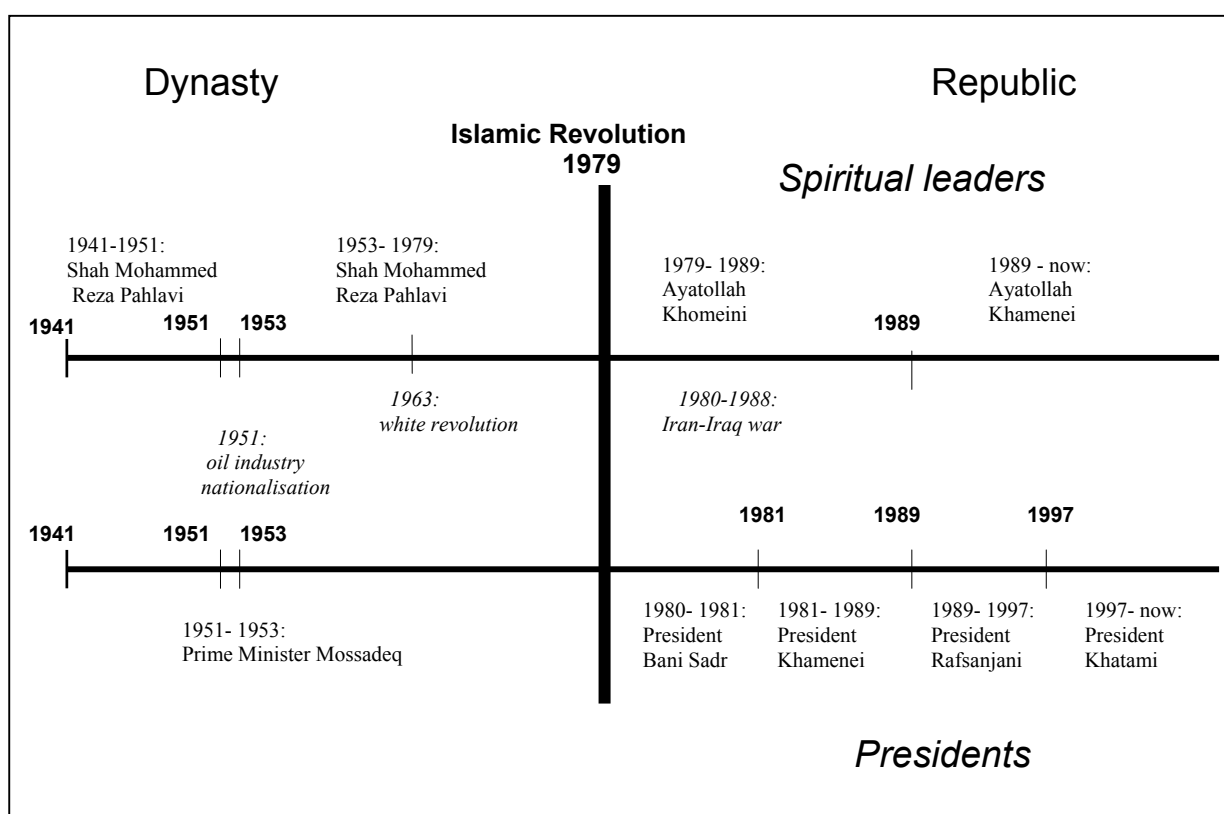 Dynasty
Republic
Islamic Revolution
1979
Spiritual leaders
1941-1951:
Shah Mohammed
Reza Pahlavi
1953- 1979:
Shah Mohammed
Reza Pahlavi
1979- 1989:
Ayatollah
Khomeini
1989 - now:
Ayatollah
Khamenei
1941
1951
1953
1989
1963:
white revolution
1980-1988:
Iran-Iraq war
1951:
oil industry
nationalisation
1941
1951
1953
1981
1989
1997
1951- 1953:
Prime Minister Mossadeq
1980- 1981:
President
Bani Sadr
1981- 1989:
President
Khamenei
1989- 1997:
President
Rafsanjani
1997- now:
President
Khatami
Presidents